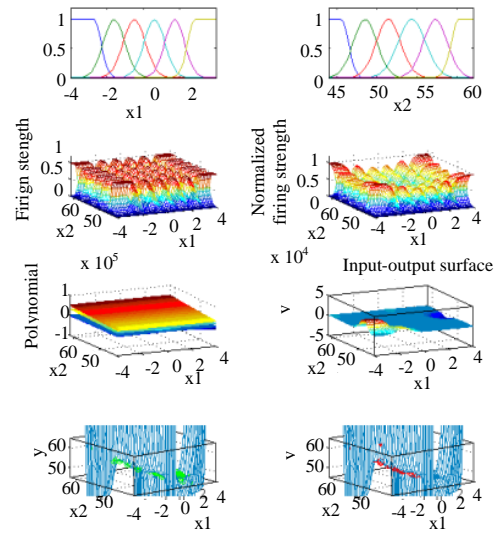 1
0.5
0
-4 -2 0 2
x1
1
0.5
0
45 50 55 60
x2
Firign stength
1
0.5
0
60
50
x2
-4 -2 0 2 4
x1
Normalized
firing strength
1
0.5
0
60
50
x2
-4 -2 0 2 4
x1
x 10^5
Polynomial
1
0
-1
60
50
x2
-4 -2 0 2 4
x1
x 10^4
Input-output surface
v
5
0
-5
60
50
x2
-4 -2 0 2 4
x1
y
60
50
60
50
x2
-4 -2 0 2 4
x1
v
60
50
60
50
x2
-4 -2 0 2 4
x1